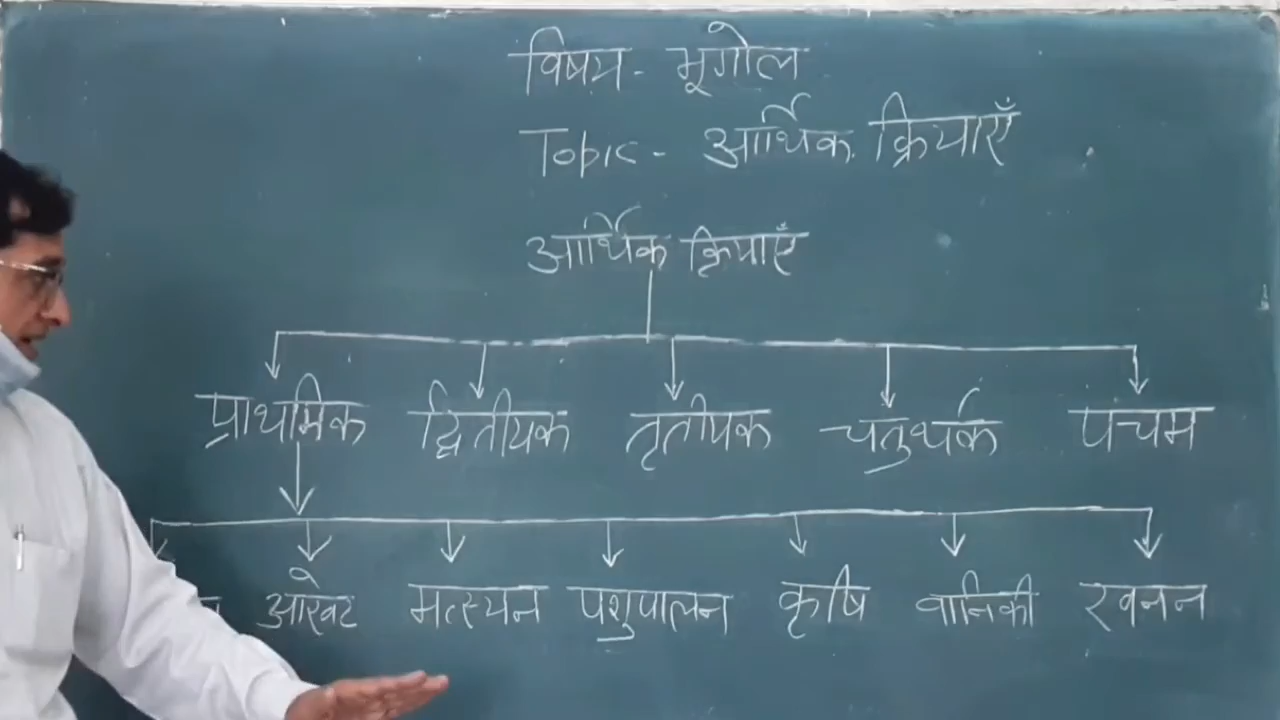 विषय - भूगोल
Topic - आर्थिक क्रियाएँ
आर्थिक क्रियाएँ
प्राथमिक द्वितीयक तृतीयक चतुर्थक पंचम
आखेट मत्स्यन पशुपालन कृषि वानिकी खनन